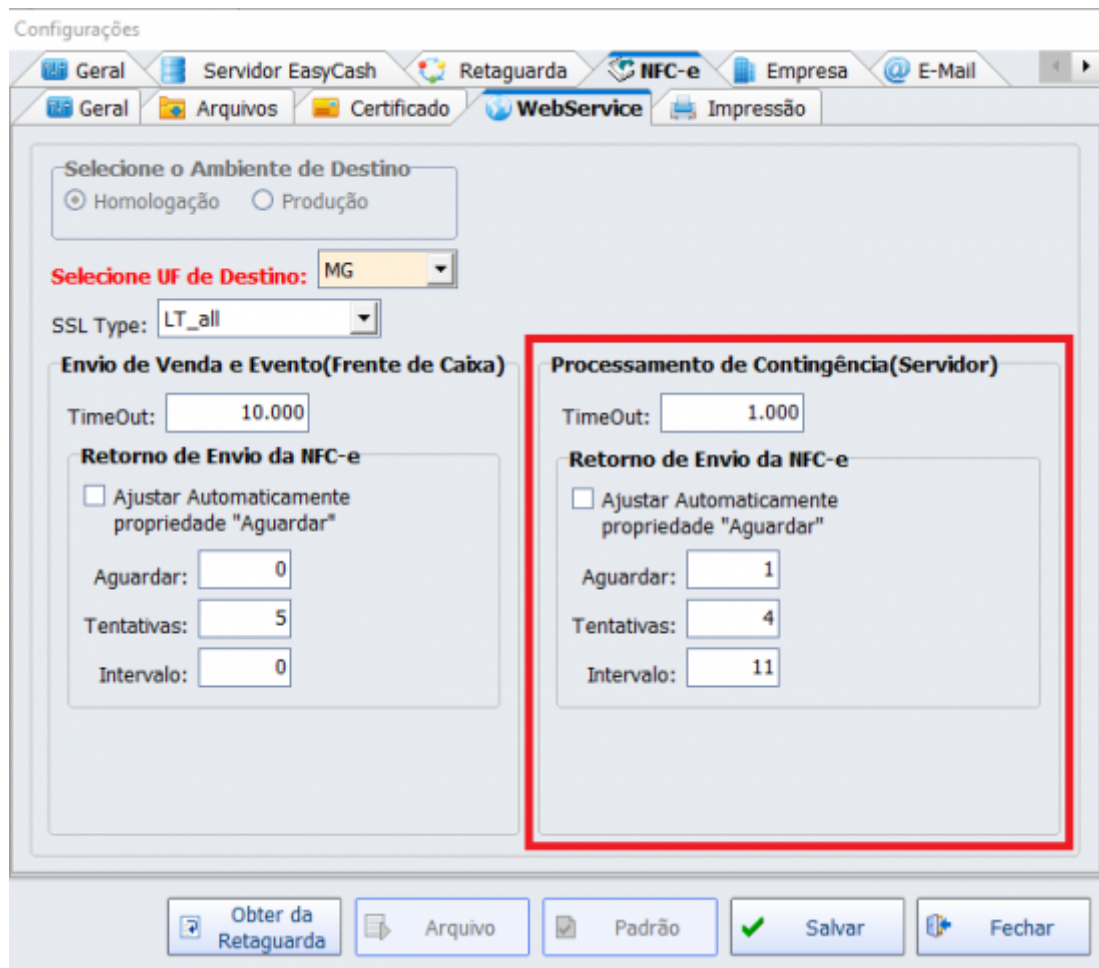 Configurações
Geral Servidor EasyCash Retaguarda NFC-e Empresa @ E-Mail
Geral Arquivos Certificado WebService Impressão
Selecione o Ambiente de Destino
Homologação Produção
Selecione UF de Destino: MG
SSL Type: LT_all
Envio de Venda e Evento(Frente de Caixa)
TimeOut: 10.000
Retorno de Envio da NFC-e
Ajustar Automaticamente
propriedade "Aguardar"
Aguardar: 0
Tentativas: 5
Intervalo: 0
Processamento de Contingência(Servidor)
TimeOut: 1.000
Retorno de Envio da NFC-e
Ajustar Automaticamente
propriedade "Aguardar"
Aguardar: 1
Tentativas: 4
Intervalo: 11
Obter da
Retaguarda
Arquivo
Padrão
Salvar
Fechar